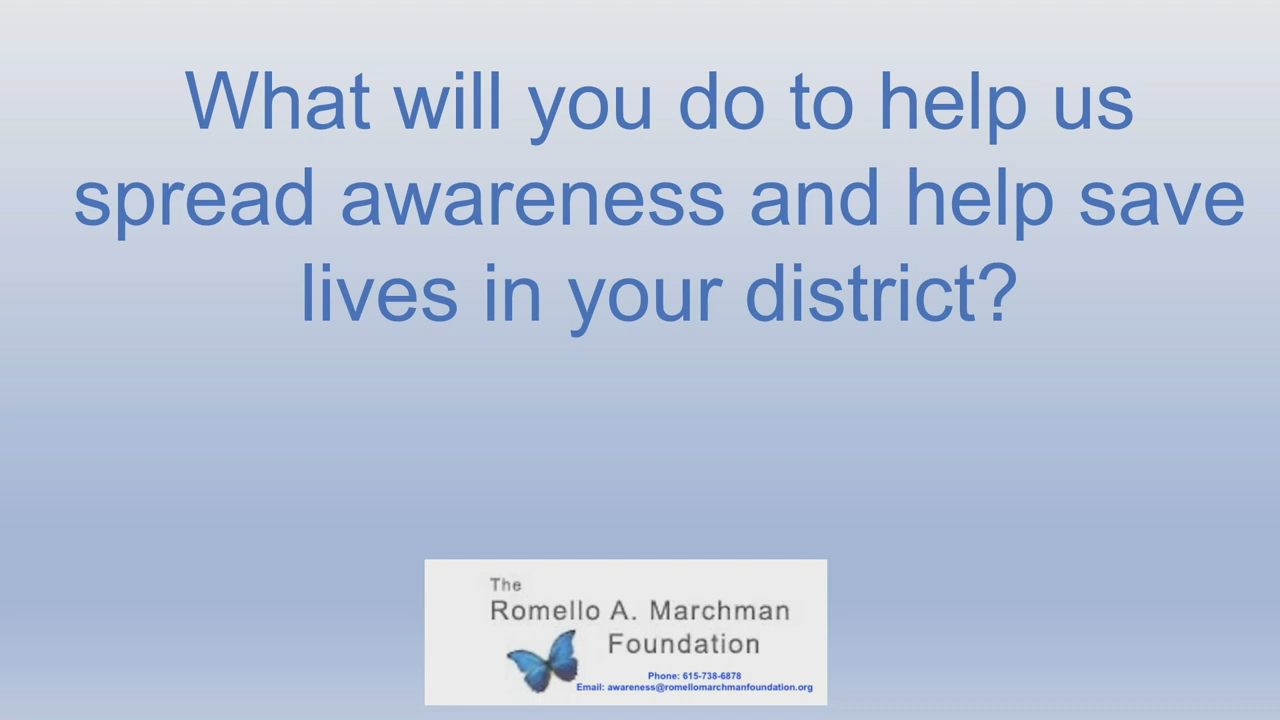 What will you do to help us
spread awareness and help save
lives in your district?
The
Romello A. Marchman
Foundation
Phone: 615-738-6878
Email: awareness@romellomarchmanfoundation.org